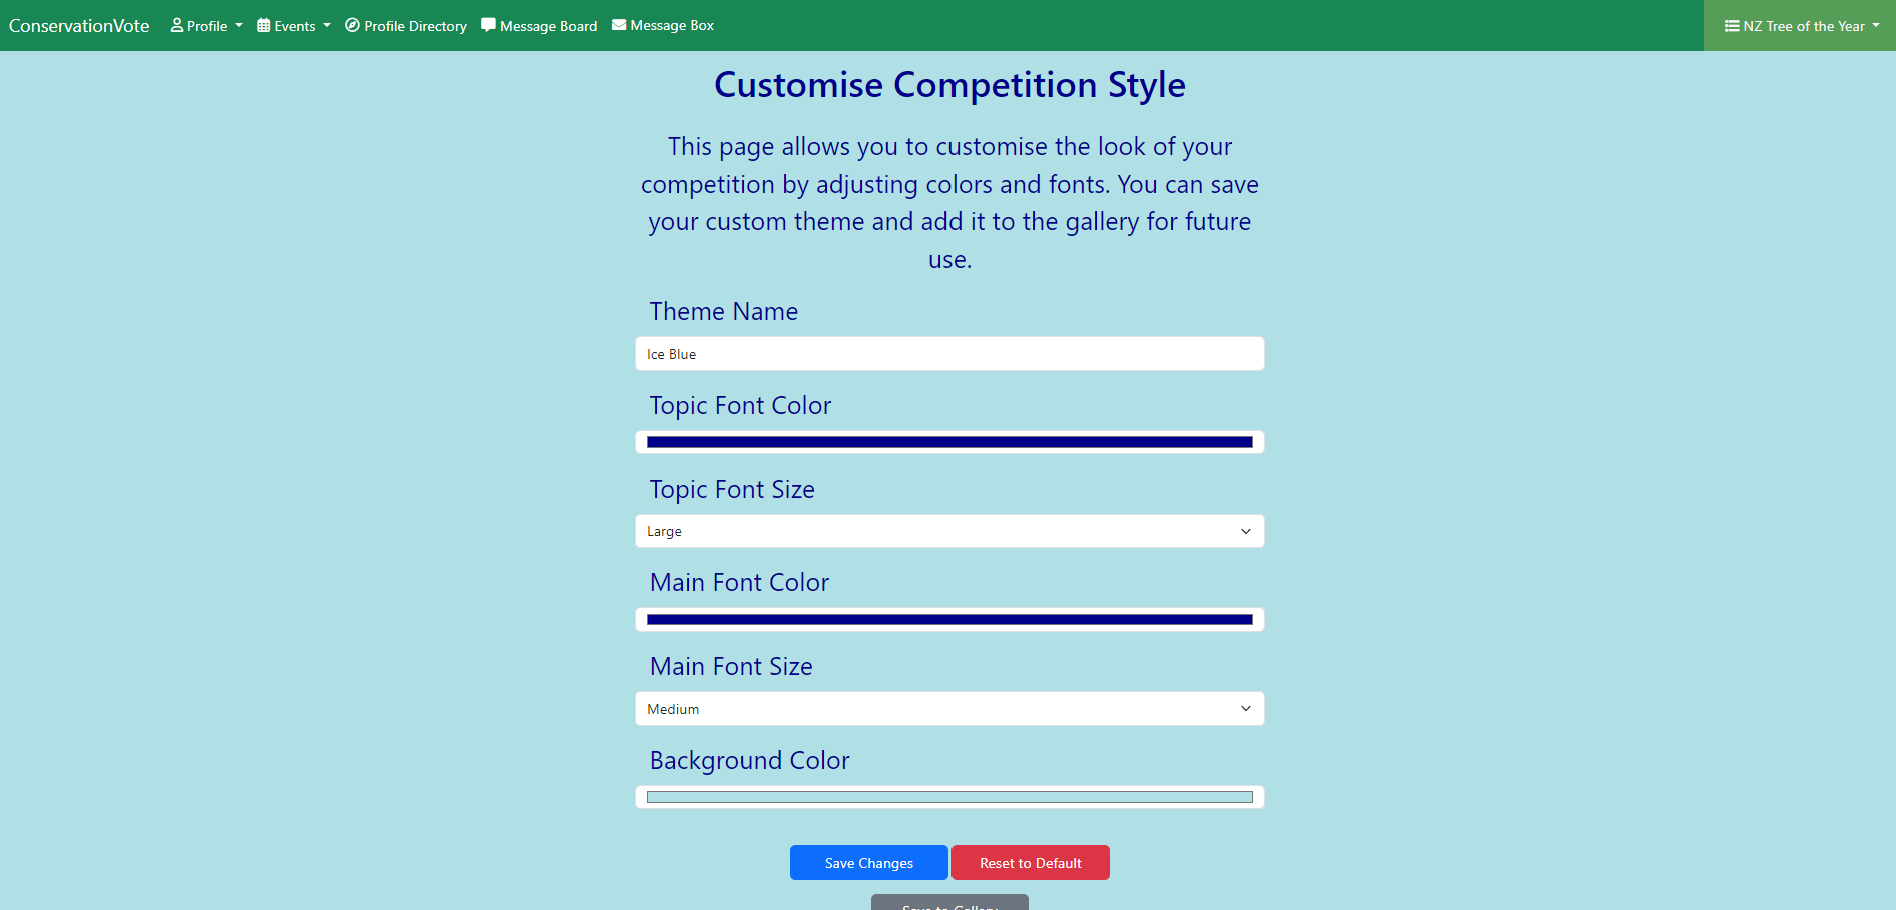 ConservationVote Profile Events Profile Directory Message Board Message Box NZ Tree of the Year
Customise Competition Style
This page allows you to customise the look of your
competition by adjusting colors and fonts. You can save
your custom theme and add it to the gallery for future
use.
Theme Name
Ice Blue
Topic Font Color
Topic Font Size
Large
Main Font Color
Main Font Size
Medium
Background Color
Save Changes Reset to Default
Save to Gallery